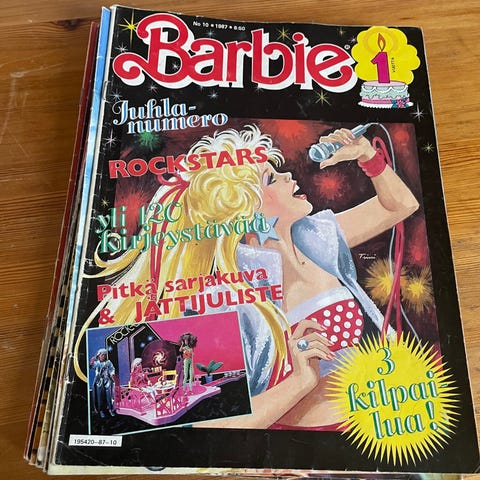 No 10 • 1987 • 8:50
Barbie®
1
VUOTTA
Juhla-
numero
ROCKSTARS
yli 120
kirjeystävää
Pitkä sarjakuva
& JÄTTIJULISTE
3
kilpai-
lua!
195420-87-10